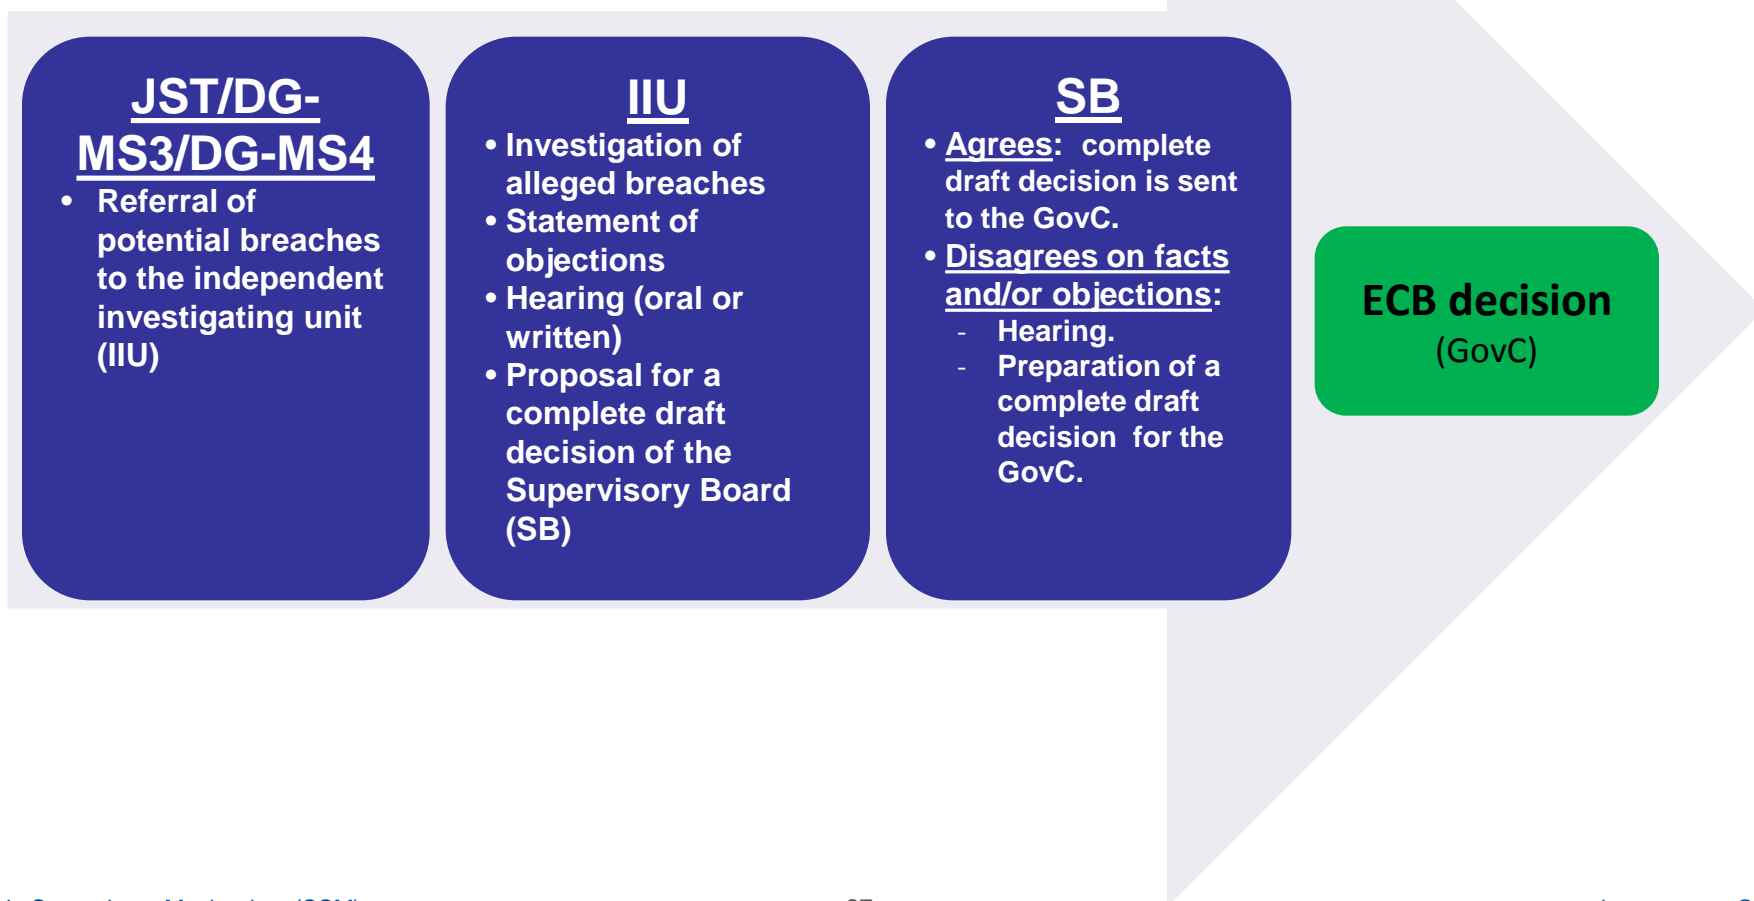 JST/DG-
MS3/DG-MS4
• Referral of
potential breaches
to the independent
investigating unit
(IIU)
IIU
• Investigation of
alleged breaches
• Statement of
objections
• Hearing (oral or
written)
• Proposal for a
complete draft
decision of the
Supervisory Board
(SB)
SB
• Agrees: complete
draft decision is sent
to the GovC.
• Disagrees on facts
and/or objections:
- Hearing.
- Preparation of a
complete draft
decision for the
GovC.
ECB decision
(GovC)